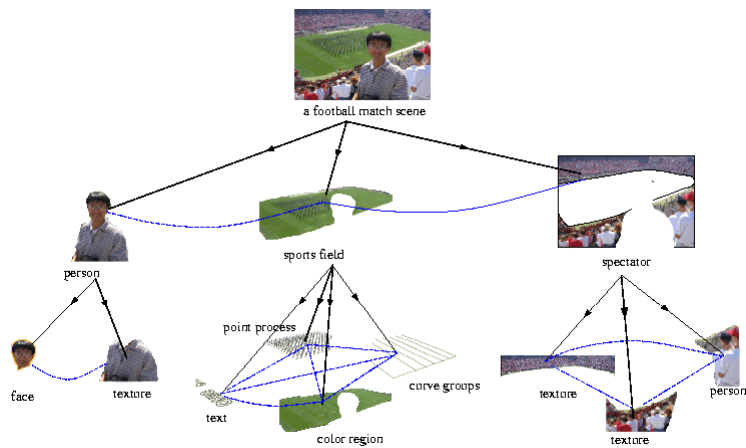 a football match scene
person
sports field
spectator
point process
face
texture
text
curve groups
color region
texture
person
texture